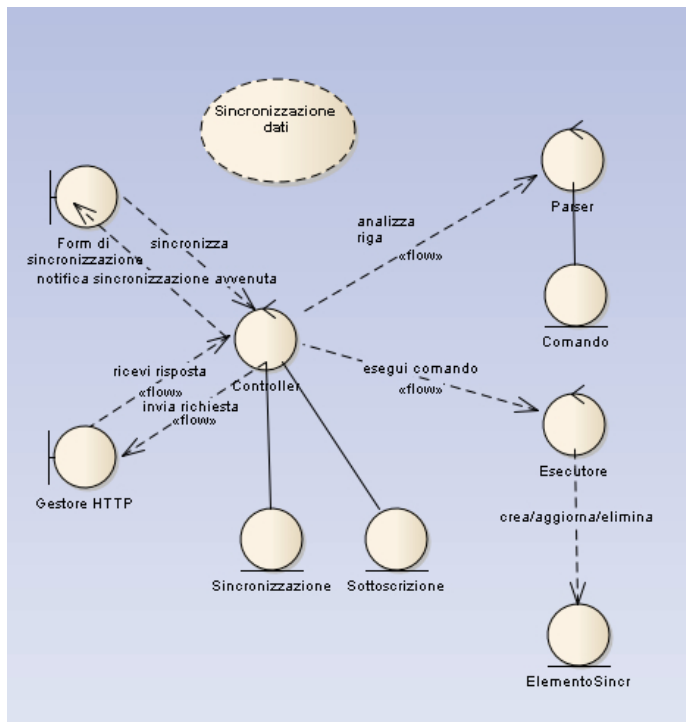 Sincronizzazione
dati
Parser
analizza
riga
«flow»
Form di
sincronizzazione
sincronizza
notifica sincronizzazione avvenuta
Comando
Controller
ricevi risposta
«flow»
invia richiesta
«flow»
esegui comando
«flow»
Esecutore
Gestore HTTP
crea/aggiorna/elimina
Sincronizzazione
Sottoscrizione
ElementoSincr